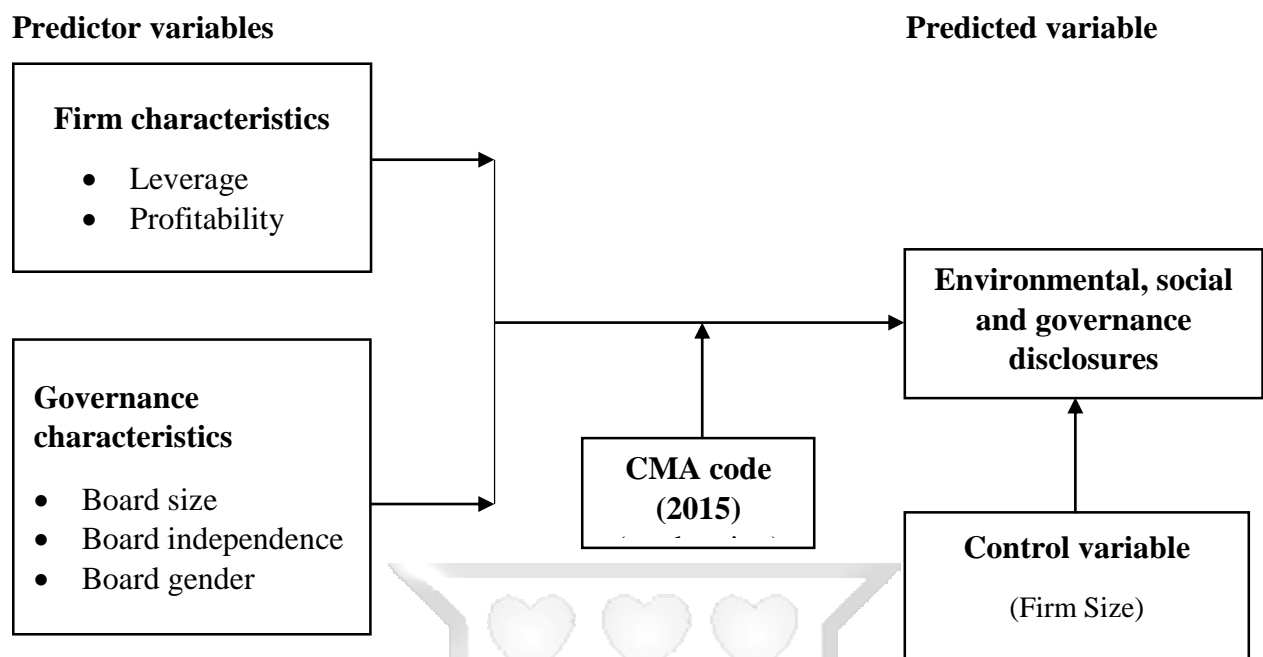 Predictor variables
Predicted variable
Firm characteristics
• Leverage
• Profitability
Environmental, social
and governance
disclosures
Governance
characteristics
• Board size
• Board independence
• Board gender
CMA code
(2015)
Control variable
(Firm Size)